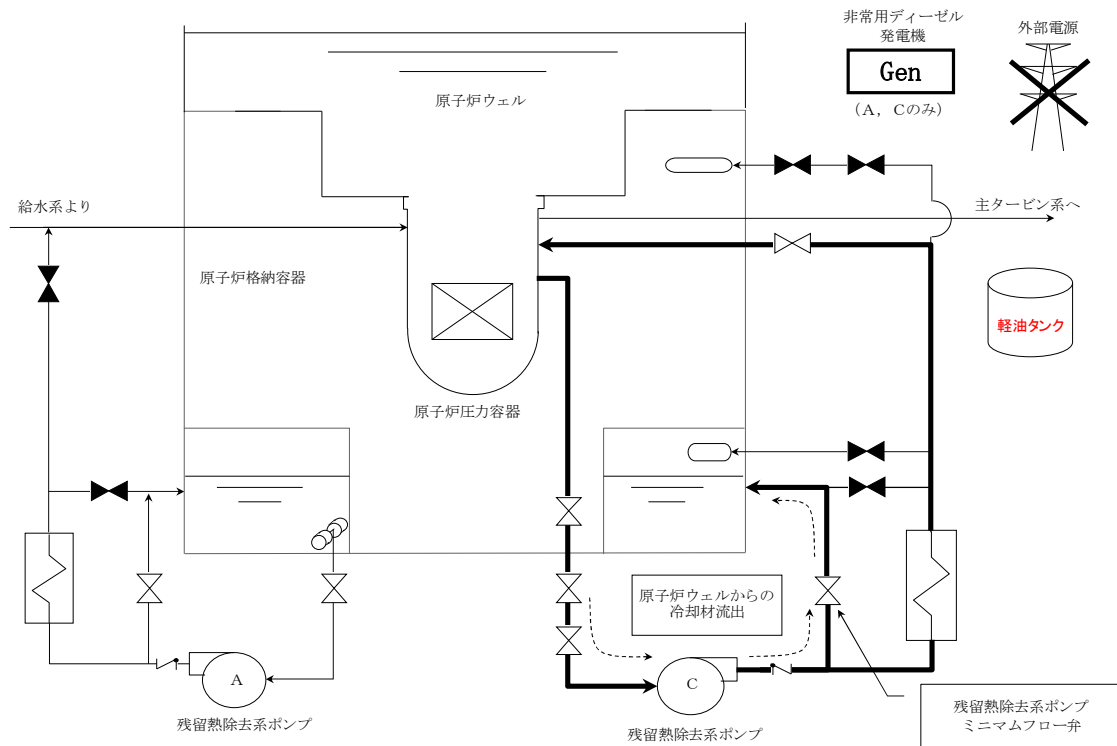 非常用ディーゼル
発電機
Gen
(A, Cのみ)
外部電源
原子炉ウェル
給水系より
主タービン系へ
原子炉格納容器
軽油タンク
原子炉圧力容器
原子炉ウェルからの
冷却材流出
A
残留熱除去系ポンプ
C
残留熱除去系ポンプ
残留熱除去系ポンプ
ミニマムフロー弁